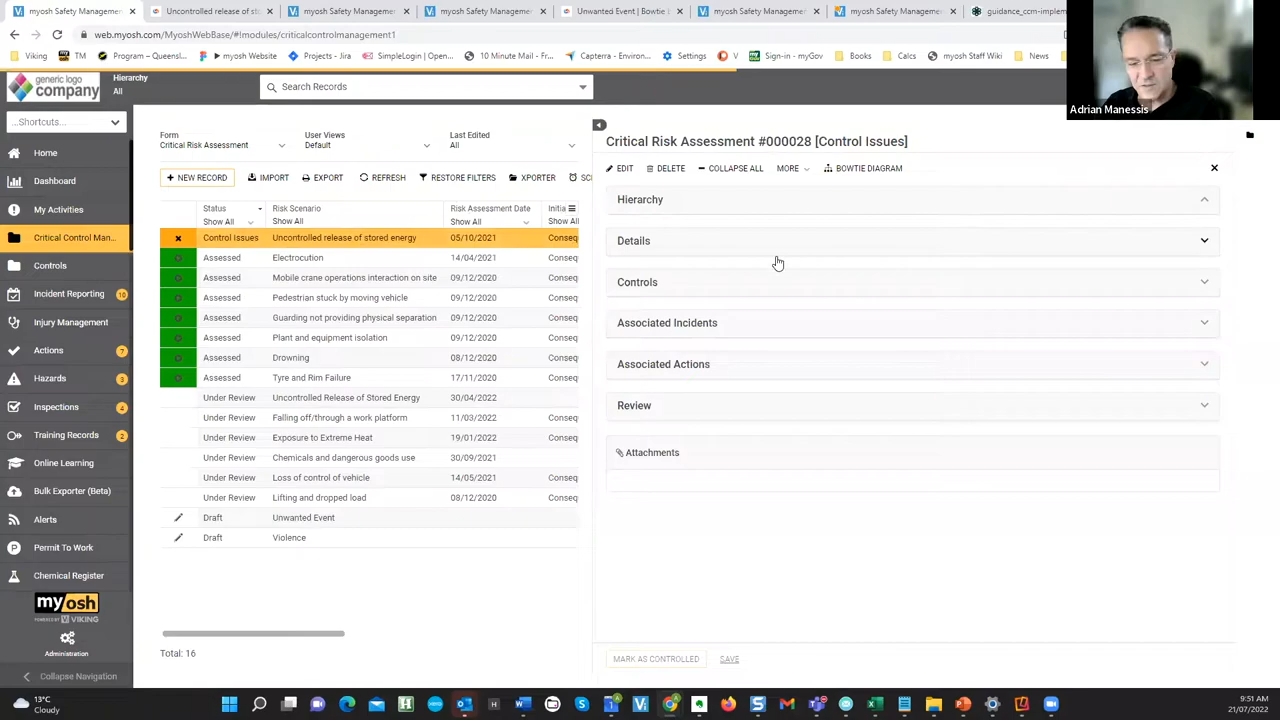 myosh Safety Management
Uncontrolled release of st
myosh Safety Management
myosh Safety Management
Unwanted Event | Bowtie
myosh Safety Management
myosh Safety Management
guidance_ccm-implem
web.myosh.com/MyoshWebBase/#!modules/criticalcontrolmanagement1
Viking
TM
Program – Queensl...
myosh Website
Projects - Jira
SimpleLogin | Open...
10 Minute Mail - Fr...
Capterra - Environ...
Settings
V
Sign-in - myGov
Books
Calcs
myosh Staff Wiki
News
Adrian Manessis
generic logo
company
Hierarchy
All
Search Records
...Shortcuts...
Home
Dashboard
My Activities
Critical Control Man...
Controls
Incident Reporting 10
Injury Management
Actions 7
Hazards 3
Inspections 4
Training Records 2
Online Learning
Bulk Exporter (Beta)
Alerts
Permit To Work
Chemical Register
myosh
POWERED BY VIKING
Administration
Collapse Navigation
Form
Critical Risk Assessment
User Views
Default
Last Edited
All
+ NEW RECORD
IMPORT
EXPORT
REFRESH
RESTORE FILTERS
XPORTER
Status Risk Scenario Risk Assessment Date Initia
Show All Show All Show All Show All
Control Issues Uncontrolled release of stored energy 05/10/2021 Conseq
Assessed Electrocution 14/04/2021 Conseq
Assessed Mobile crane operations interaction on site 09/12/2020 Conseq
Assessed Pedestrian stuck by moving vehicle 09/12/2020 Conseq
Assessed Guarding not providing physical separation 09/12/2020 Conseq
Assessed Plant and equipment isolation 09/12/2020 Conseq
Assessed Drowning 08/12/2020 Conseq
Assessed Tyre and Rim Failure 17/11/2020 Conseq
Under Review Uncontrolled Release of Stored Energy 30/04/2022
Under Review Falling off/through a work platform 11/03/2022 Conseq
Under Review Exposure to Extreme Heat 19/01/2022 Conseq
Under Review Chemicals and dangerous goods use 30/09/2021
Under Review Loss of control of vehicle 14/05/2021 Conseq
Under Review Lifting and dropped load 08/12/2020 Conseq
Draft Unwanted Event
Draft Violence
Total: 16
Critical Risk Assessment #000028 [Control Issues]
EDIT
DELETE
COLLAPSE ALL
MORE
BOWTIE DIAGRAM
Hierarchy
Details
Controls
Associated Incidents
Associated Actions
Review
Attachments
MARK AS CONTROLLED
SAVE
13°C
Cloudy
9:51 AM
21/07/2022